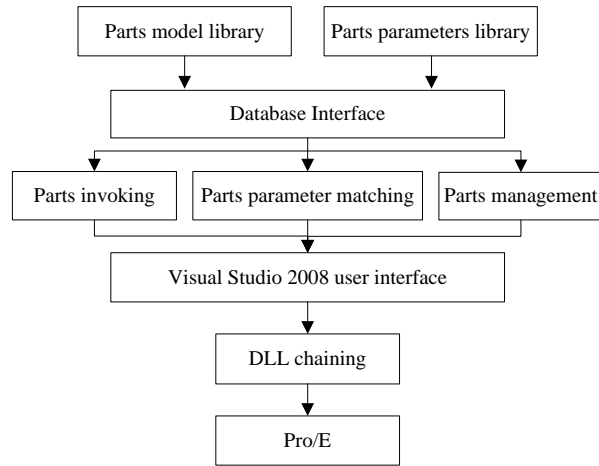 Parts model library
Parts parameters library
Database Interface
Parts invoking
Parts parameter matching
Parts management
Visual Studio 2008 user interface
DLL chaining
Pro/E